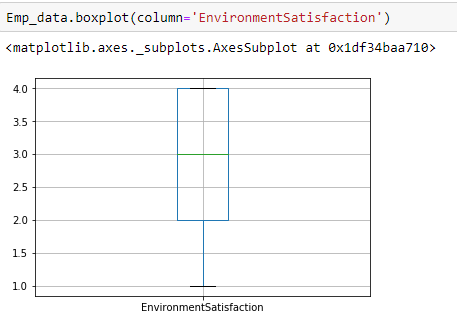 Emp_data.boxplot(column='EnvironmentSatisfaction')
<matplotlib.axes._subplots.AxesSubplot at 0x1df34baa710>
4.0
3.5
3.0
2.5
2.0
1.5
1.0
EnvironmentSatisfaction